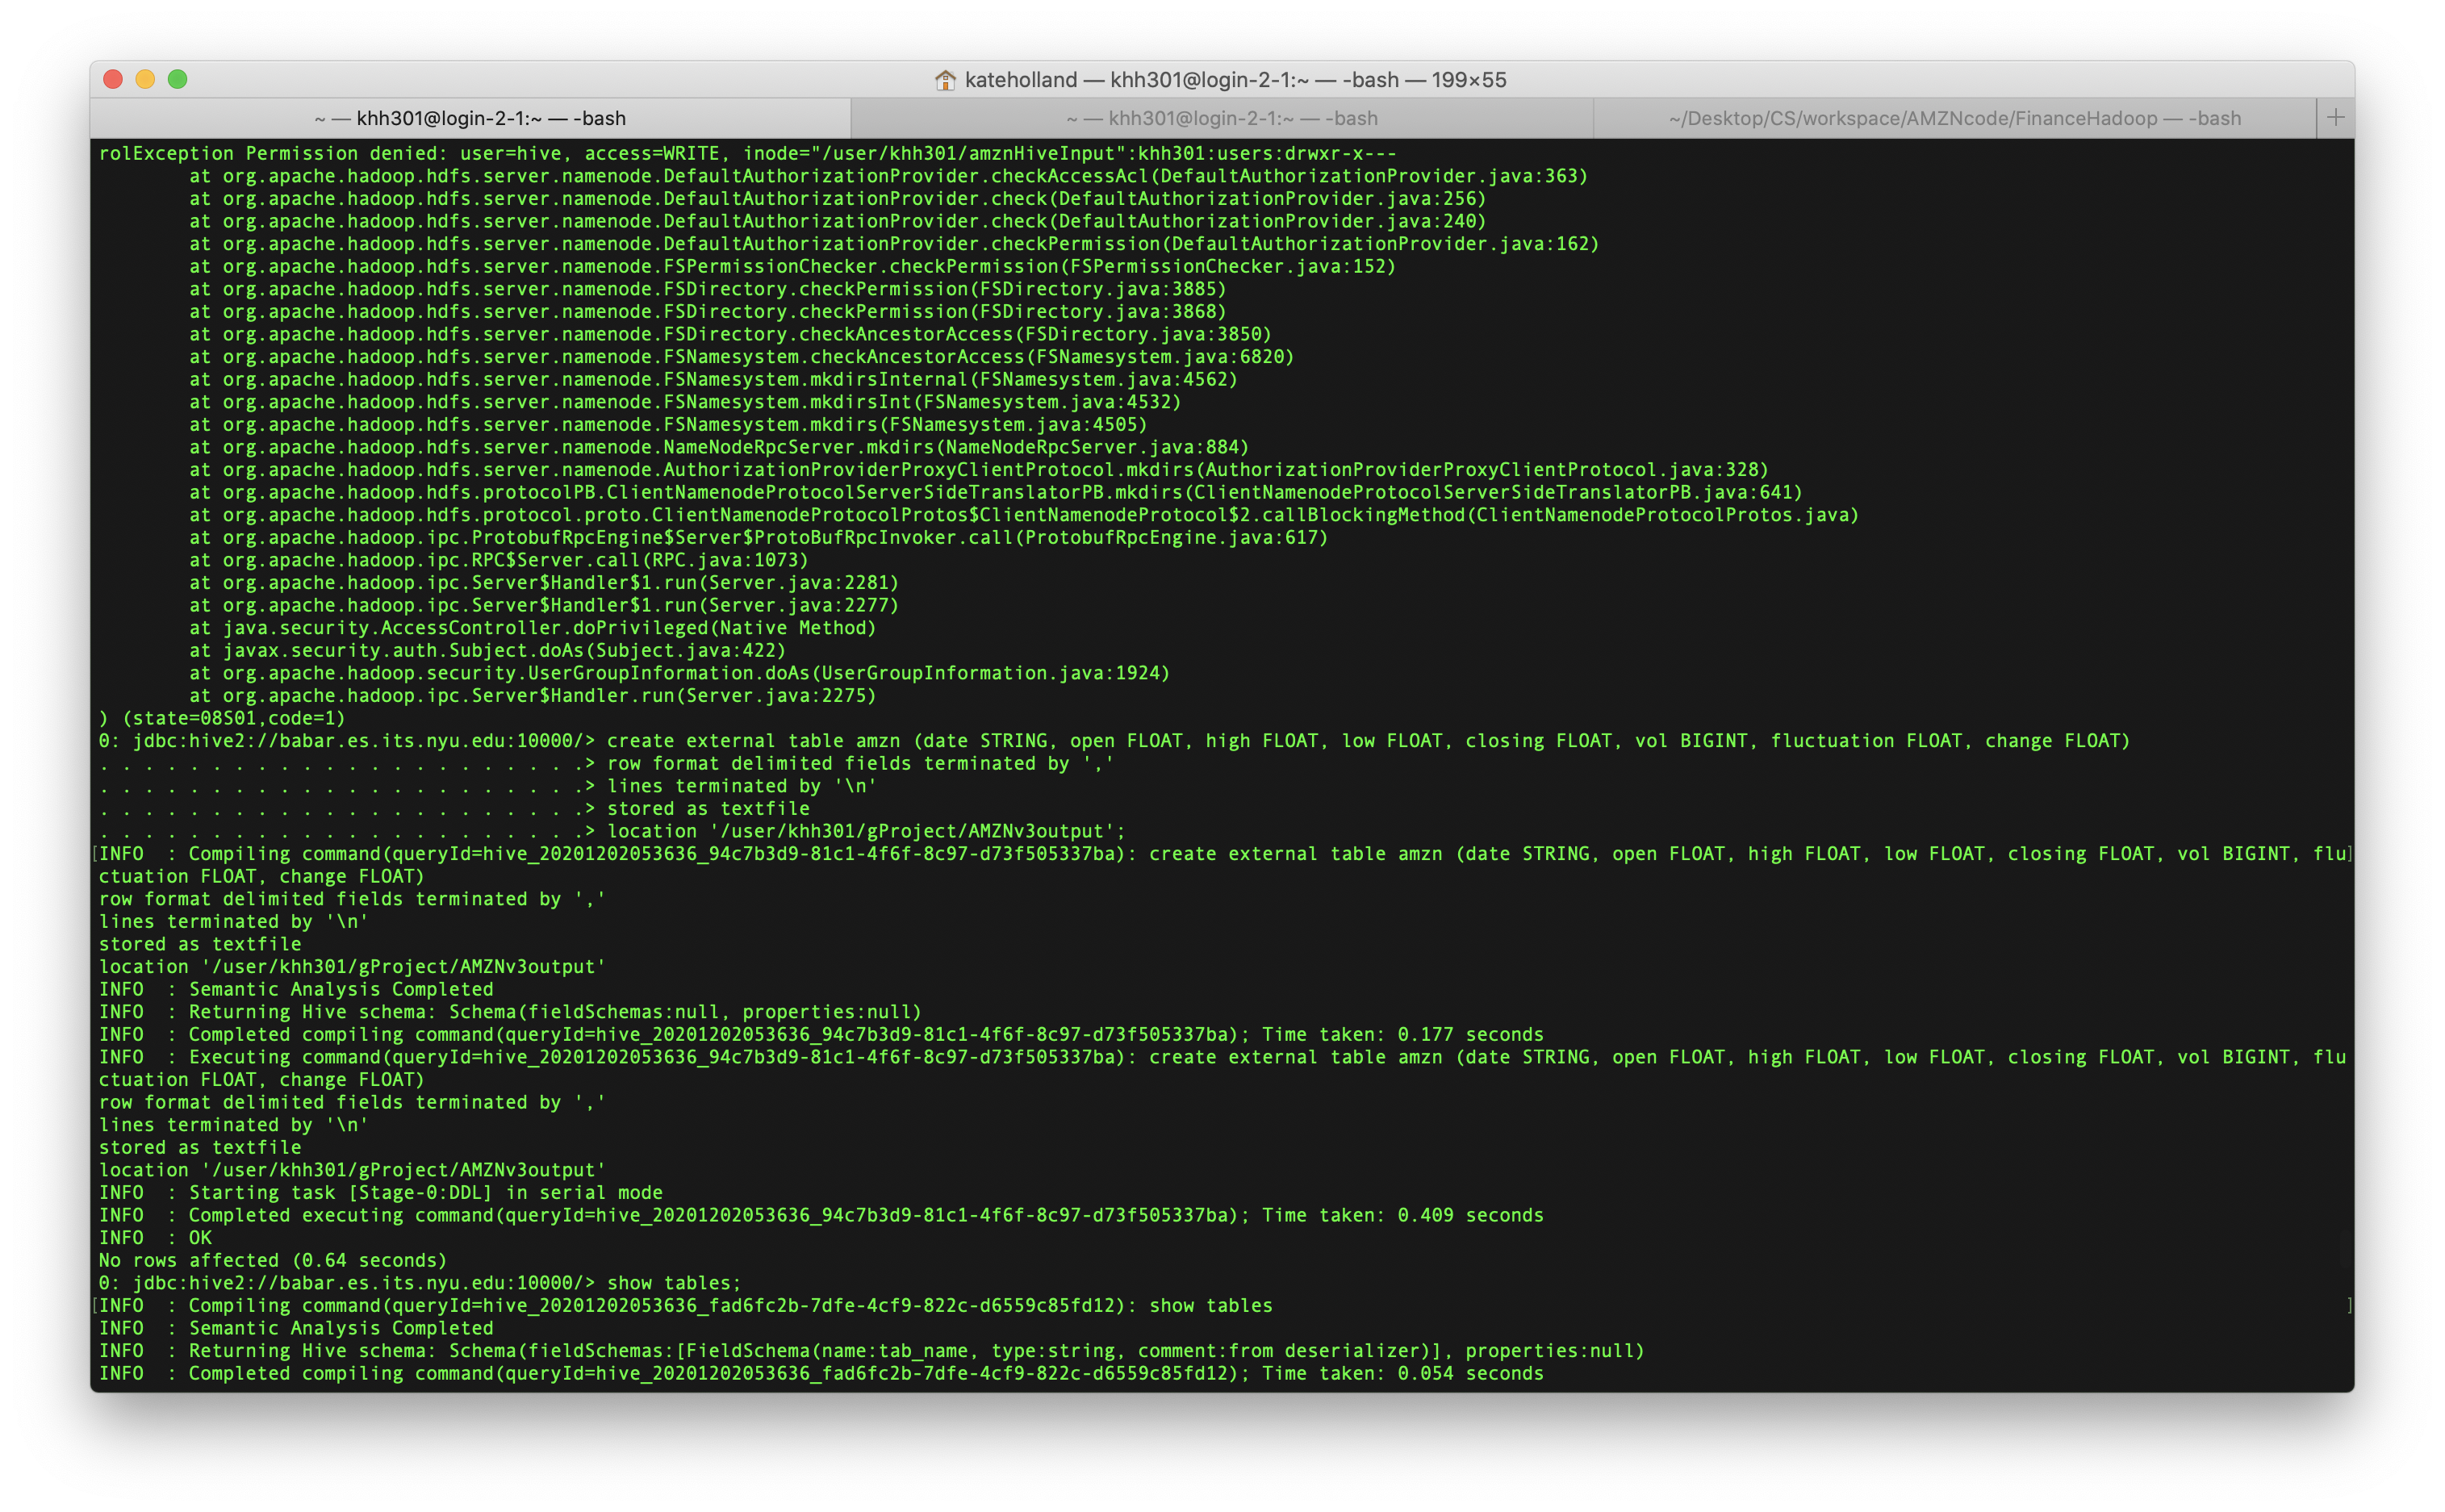 kateholland — khh301@login-2-1:~ — -bash — 199×55
~ — khh301@login-2-1:~ — -bash
~ — khh301@login-2-1:~ — -bash
~/Desktop/CS/workspace/AMZNcode/FinanceHadoop — -bash
+
rolException Permission denied: user=hive, access=WRITE, inode="/user/khh301/amznHiveInput":khh301:users:drwxr-x---
at org.apache.hadoop.hdfs.server.namenode.DefaultAuthorizationProvider.checkAccessAcl(DefaultAuthorizationProvider.java:363)
at org.apache.hadoop.hdfs.server.namenode.DefaultAuthorizationProvider.check(DefaultAuthorizationProvider.java:256)
at org.apache.hadoop.hdfs.server.namenode.DefaultAuthorizationProvider.check(DefaultAuthorizationProvider.java:240)
at org.apache.hadoop.hdfs.server.namenode.DefaultAuthorizationProvider.checkPermission(DefaultAuthorizationProvider.java:162)
at org.apache.hadoop.hdfs.server.namenode.FSPermissionChecker.checkPermission(FSPermissionChecker.java:152)
at org.apache.hadoop.hdfs.server.namenode.FSDirectory.checkPermission(FSDirectory.java:3885)
at org.apache.hadoop.hdfs.server.namenode.FSDirectory.checkPermission(FSDirectory.java:3868)
at org.apache.hadoop.hdfs.server.namenode.FSDirectory.checkAncestorAccess(FSDirectory.java:3850)
at org.apache.hadoop.hdfs.server.namenode.FSNamesystem.checkAncestorAccess(FSNamesystem.java:6820)
at org.apache.hadoop.hdfs.server.namenode.FSNamesystem.mkdirsInternal(FSNamesystem.java:4562)
at org.apache.hadoop.hdfs.server.namenode.FSNamesystem.mkdirsInt(FSNamesystem.java:4532)
at org.apache.hadoop.hdfs.server.namenode.FSNamesystem.mkdirs(FSNamesystem.java:4505)
at org.apache.hadoop.hdfs.server.namenode.NameNodeRpcServer.mkdirs(NameNodeRpcServer.java:884)
at org.apache.hadoop.hdfs.server.namenode.AuthorizationProviderProxyClientProtocol.mkdirs(AuthorizationProviderProxyClientProtocol.java:328)
at org.apache.hadoop.hdfs.protocolPB.ClientNamenodeProtocolServerSideTranslatorPB.mkdirs(ClientNamenodeProtocolServerSideTranslatorPB.java:641)
at org.apache.hadoop.hdfs.protocol.proto.ClientNamenodeProtocolProtos$ClientNamenodeProtocol$2.callBlockingMethod(ClientNamenodeProtocolProtos.java)
at org.apache.hadoop.ipc.ProtobufRpcEngine$Server$ProtoBufRpcInvoker.call(ProtobufRpcEngine.java:617)
at org.apache.hadoop.ipc.RPC$Server.call(RPC.java:1073)
at org.apache.hadoop.ipc.Server$Handler$1.run(Server.java:2281)
at org.apache.hadoop.ipc.Server$Handler$1.run(Server.java:2277)
at java.security.AccessController.doPrivileged(Native Method)
at javax.security.auth.Subject.doAs(Subject.java:422)
at org.apache.hadoop.security.UserGroupInformation.doAs(UserGroupInformation.java:1924)
at org.apache.hadoop.ipc.Server$Handler.run(Server.java:2275)
) (state=08S01,code=1)
0: jdbc:hive2://babar.es.its.nyu.edu:10000/> create external table amzn (date STRING, open FLOAT, high FLOAT, low FLOAT, closing FLOAT, vol BIGINT, fluctuation FLOAT, change FLOAT)
. . . . . . . . . . . . . . . . . . . . . .> row format delimited fields terminated by ','
. . . . . . . . . . . . . . . . . . . . . .> lines terminated by '\n'
. . . . . . . . . . . . . . . . . . . . . .> stored as textfile
. . . . . . . . . . . . . . . . . . . . . .> location '/user/khh301/gProject/AMZNv3output';
[INFO  : Compiling command(queryId=hive_20201202053636_94c7b3d9-81c1-4f6f-8c97-d73f505337ba): create external table amzn (date STRING, open FLOAT, high FLOAT, low FLOAT, closing FLOAT, vol BIGINT, flu]
ctuation FLOAT, change FLOAT)
row format delimited fields terminated by ','
lines terminated by '\n'
stored as textfile
location '/user/khh301/gProject/AMZNv3output'
INFO  : Semantic Analysis Completed
INFO  : Returning Hive schema: Schema(fieldSchemas:null, properties:null)
INFO  : Completed compiling command(queryId=hive_20201202053636_94c7b3d9-81c1-4f6f-8c97-d73f505337ba); Time taken: 0.177 seconds
INFO  : Executing command(queryId=hive_20201202053636_94c7b3d9-81c1-4f6f-8c97-d73f505337ba): create external table amzn (date STRING, open FLOAT, high FLOAT, low FLOAT, closing FLOAT, vol BIGINT, flu
ctuation FLOAT, change FLOAT)
row format delimited fields terminated by ','
lines terminated by '\n'
stored as textfile
location '/user/khh301/gProject/AMZNv3output'
INFO  : Starting task [Stage-0:DDL] in serial mode
INFO  : Completed executing command(queryId=hive_20201202053636_94c7b3d9-81c1-4f6f-8c97-d73f505337ba); Time taken: 0.409 seconds
INFO  : OK
No rows affected (0.64 seconds)
0: jdbc:hive2://babar.es.its.nyu.edu:10000/> show tables;
[INFO  : Compiling command(queryId=hive_20201202053636_fad6fc2b-7dfe-4cf9-822c-d6559c85fd12): show tables ]
INFO  : Semantic Analysis Completed
INFO  : Returning Hive schema: Schema(fieldSchemas:[FieldSchema(name:tab_name, type:string, comment:from deserializer)], properties:null)
INFO  : Completed compiling command(queryId=hive_20201202053636_fad6fc2b-7dfe-4cf9-822c-d6559c85fd12); Time taken: 0.054 seconds